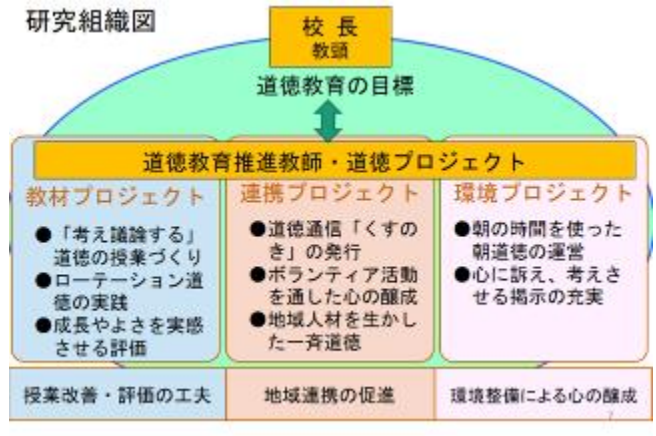 研究組織図
校長
教頭
道徳教育の目標
道徳教育推進教師・道徳プロジェクト
教材プロジェクト
●「考え議論する」
道徳の授業づくり
●ローテーション道
徳の実践
●成長やよさを実感
させる評価
連携プロジェクト
●道徳通信「くすの
き」の発行
●ボランティア活動
を通した心の醸成
●地域人材を生かし
た一斉道徳
環境プロジェクト
●朝の時間を使った
朝道徳の運営
●心に訴え、考えさ
せる掲示の充実
授業改善・評価の工夫
地域連携の促進
環境整備による心の醸成
7